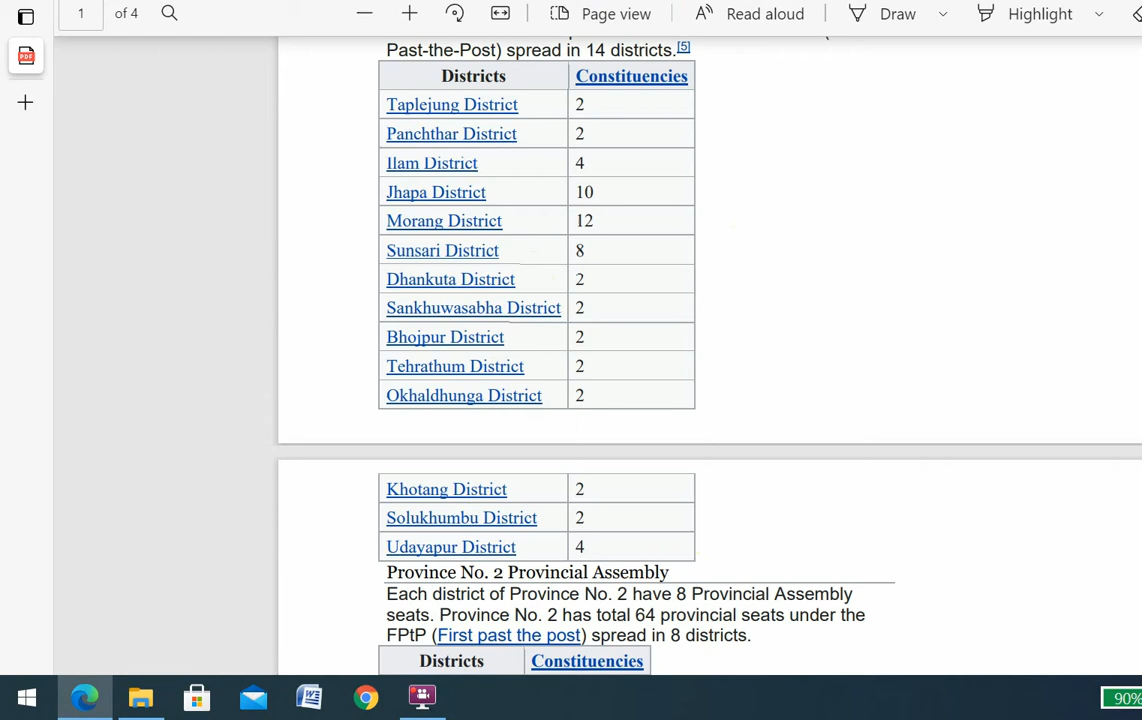 1 of 4 Page view Read aloud Draw Highlight
PDF
Past-the-Post) spread in 14 districts.[5]
Districts Constituencies
Taplejung District 2
Panchthar District 2
Ilam District 4
Jhapa District 10
Morang District 12
Sunsari District 8
Dhankuta District 2
Sankhuwasabha District 2
Bhojpur District 2
Tehrathum District 2
Okhaldhunga District 2
Khotang District 2
Solukhumbu District 2
Udayapur District 4
Province No. 2 Provincial Assembly
Each district of Province No. 2 have 8 Provincial Assembly
seats. Province No. 2 has total 64 provincial seats under the
FPtP (First past the post) spread in 8 districts.
Districts Constituencies
90%